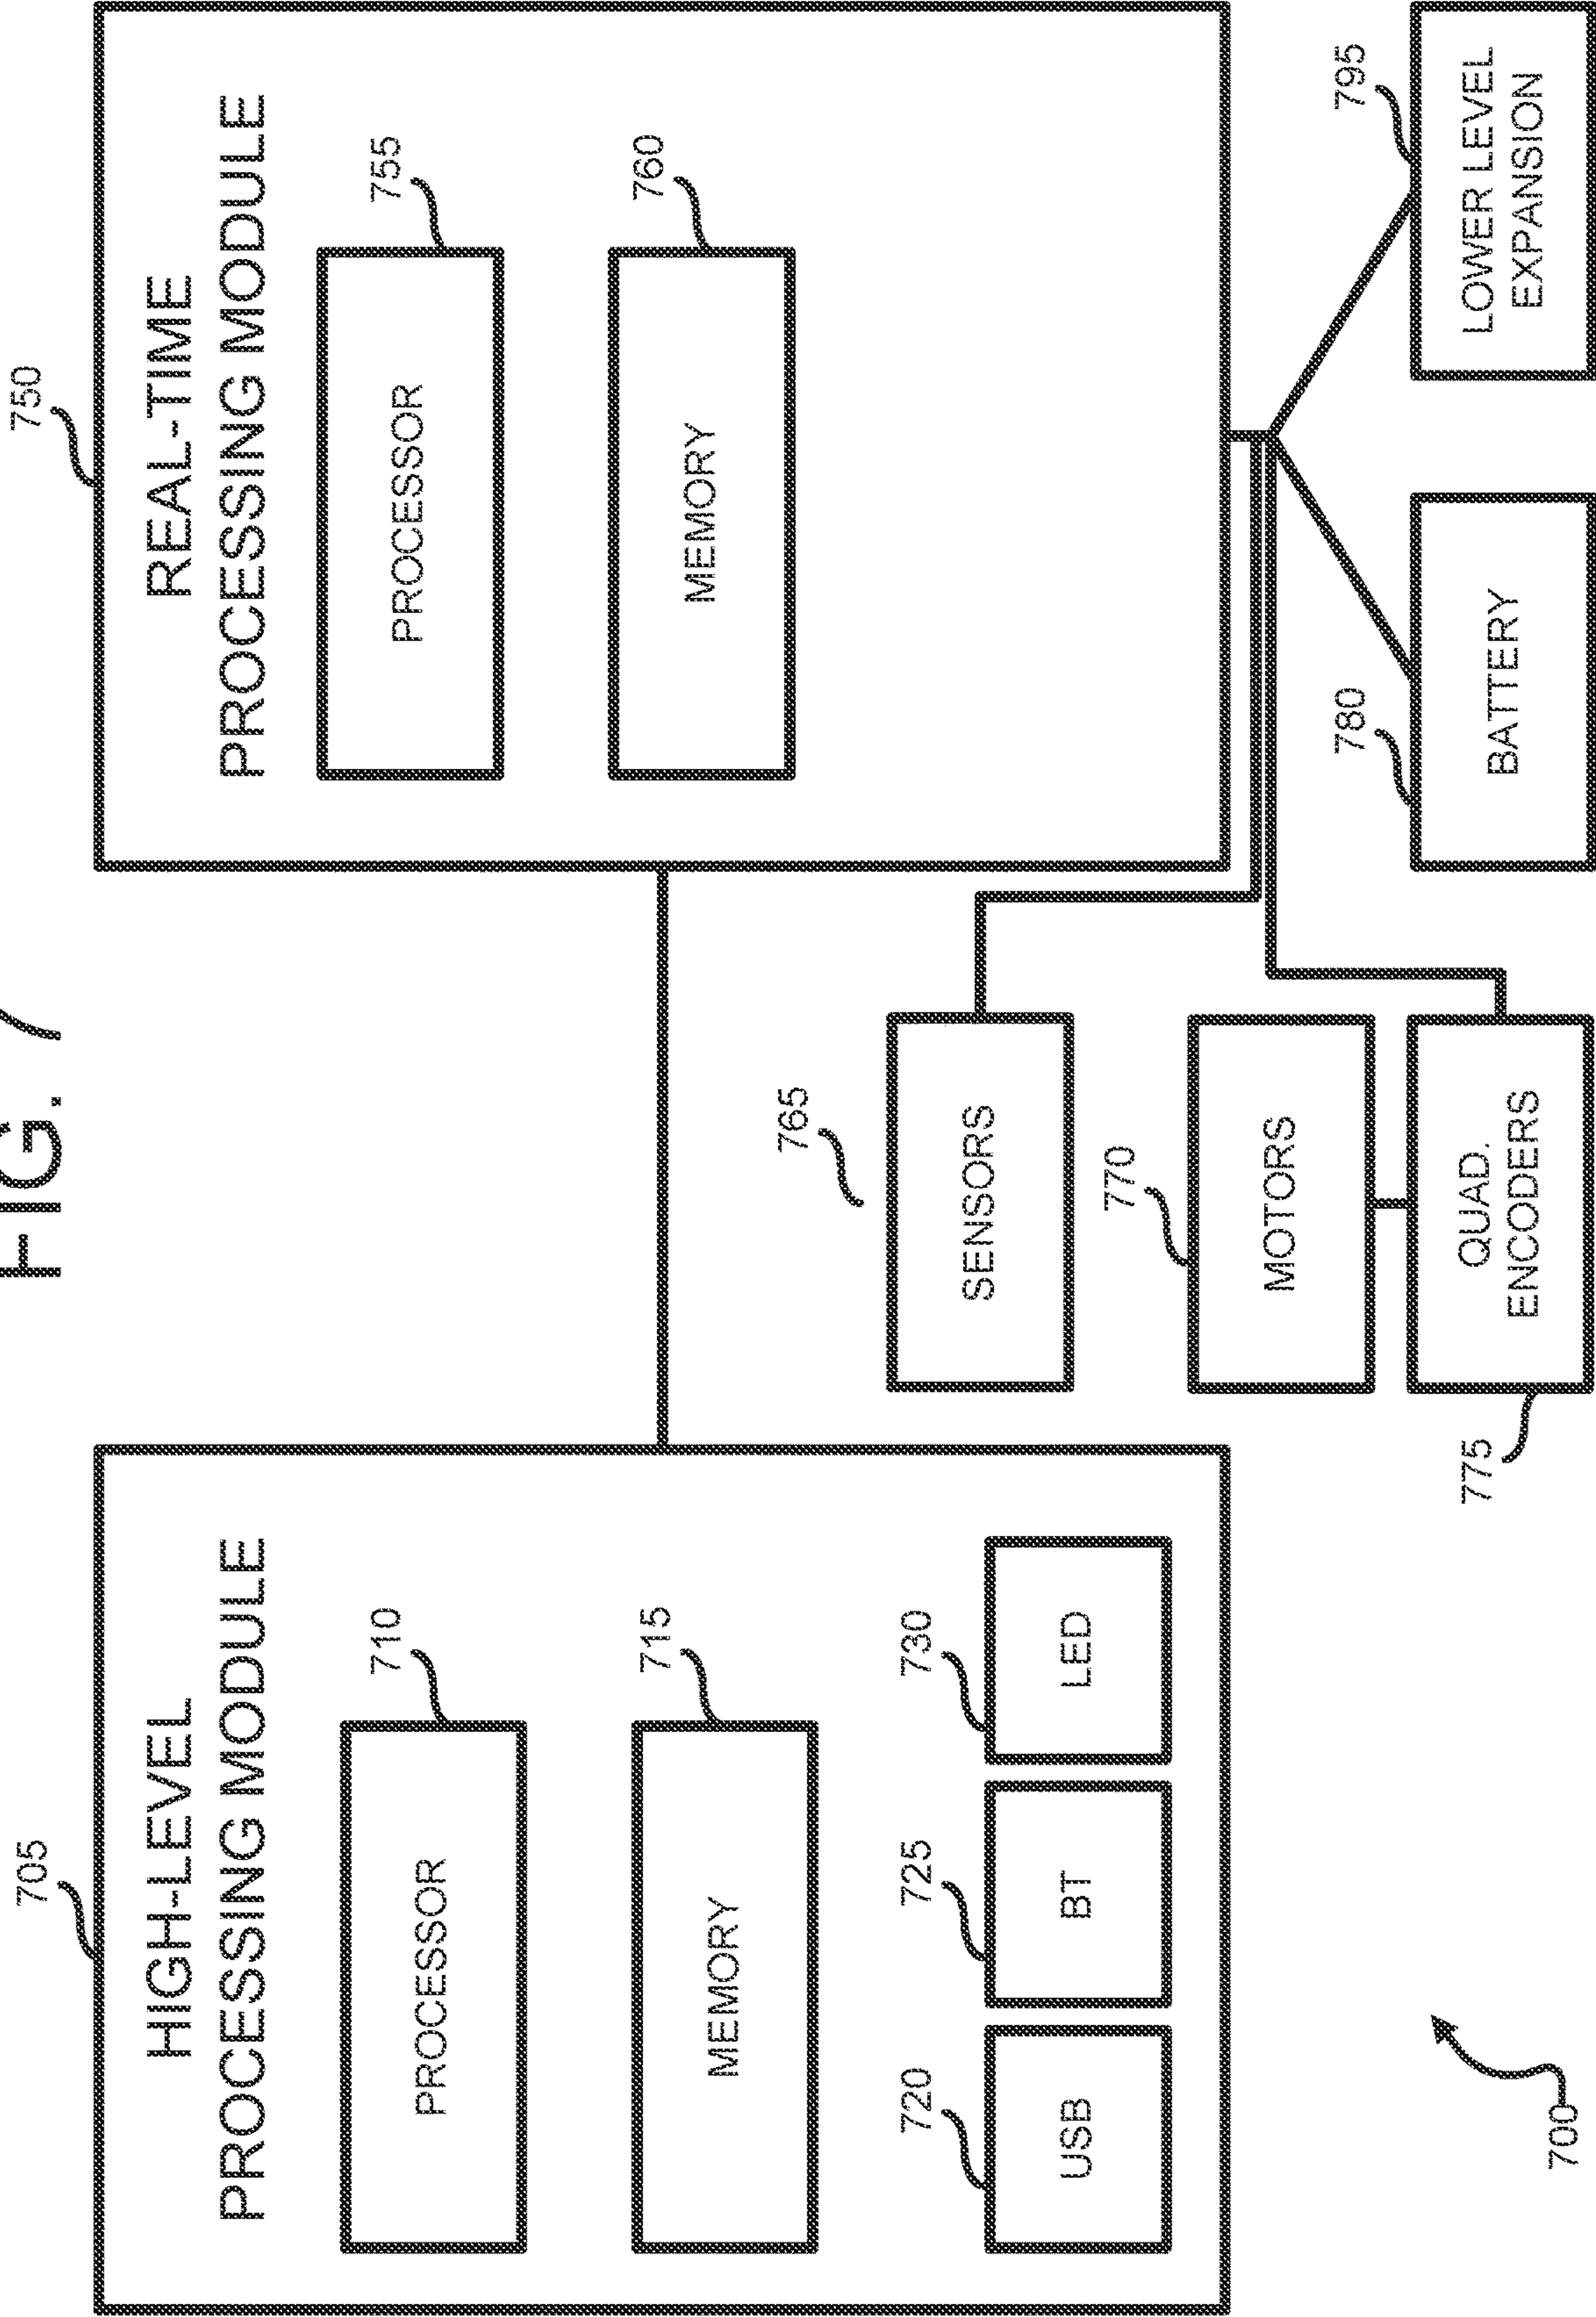 FIG. 7
705
HIGH-LEVEL
PROCESSING MODULE
710
PROCESSOR
715
MEMORY
720
USB
725
BT
730
LED
750
REAL-TIME
PROCESSING MODULE
755
PROCESSOR
760
MEMORY
765
SENSORS
770
MOTORS
775
QUAD.
ENCODERS
780
BATTERY
795
LOWER LEVEL
EXPANSION
700